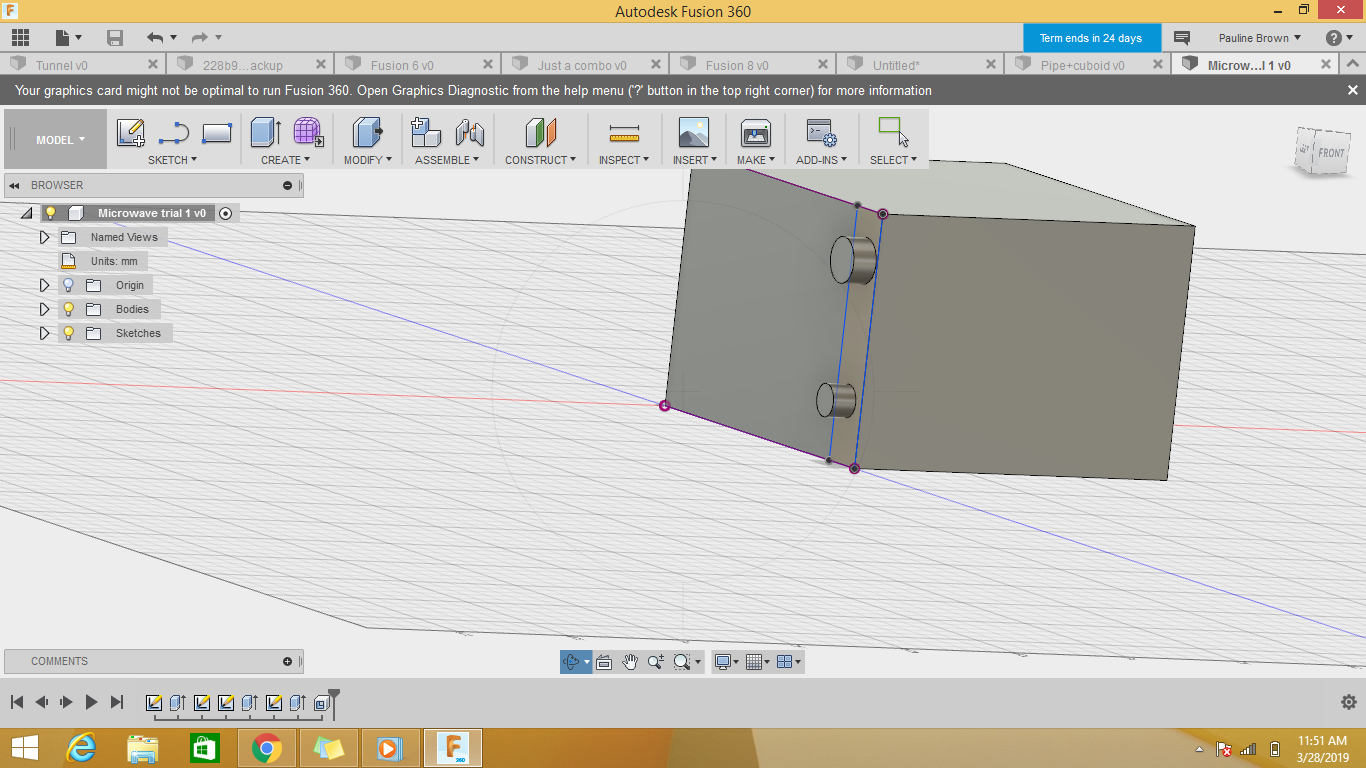 Autodesk Fusion 360
Term ends in 24 days
Pauline Brown
Tunnel v0
228b9...ackup
Fusion 6 v0
Just a combo v0
Fusion 8 v0
Untitled*
Pipe+cuboid v0
Microw...l 1 v0
Your graphics card might not be optimal to run Fusion 360. Open Graphics Diagnostic from the help menu ('?' button in the top right corner) for more information
MODEL
SKETCH
CREATE
MODIFY
ASSEMBLE
CONSTRUCT
INSPECT
INSERT
MAKE
ADD-INS
SELECT
FRONT
BROWSER
Microwave trial 1 v0
Named Views
Units: mm
Origin
Bodies
Sketches
COMMENTS
11:51 AM
3/28/2019